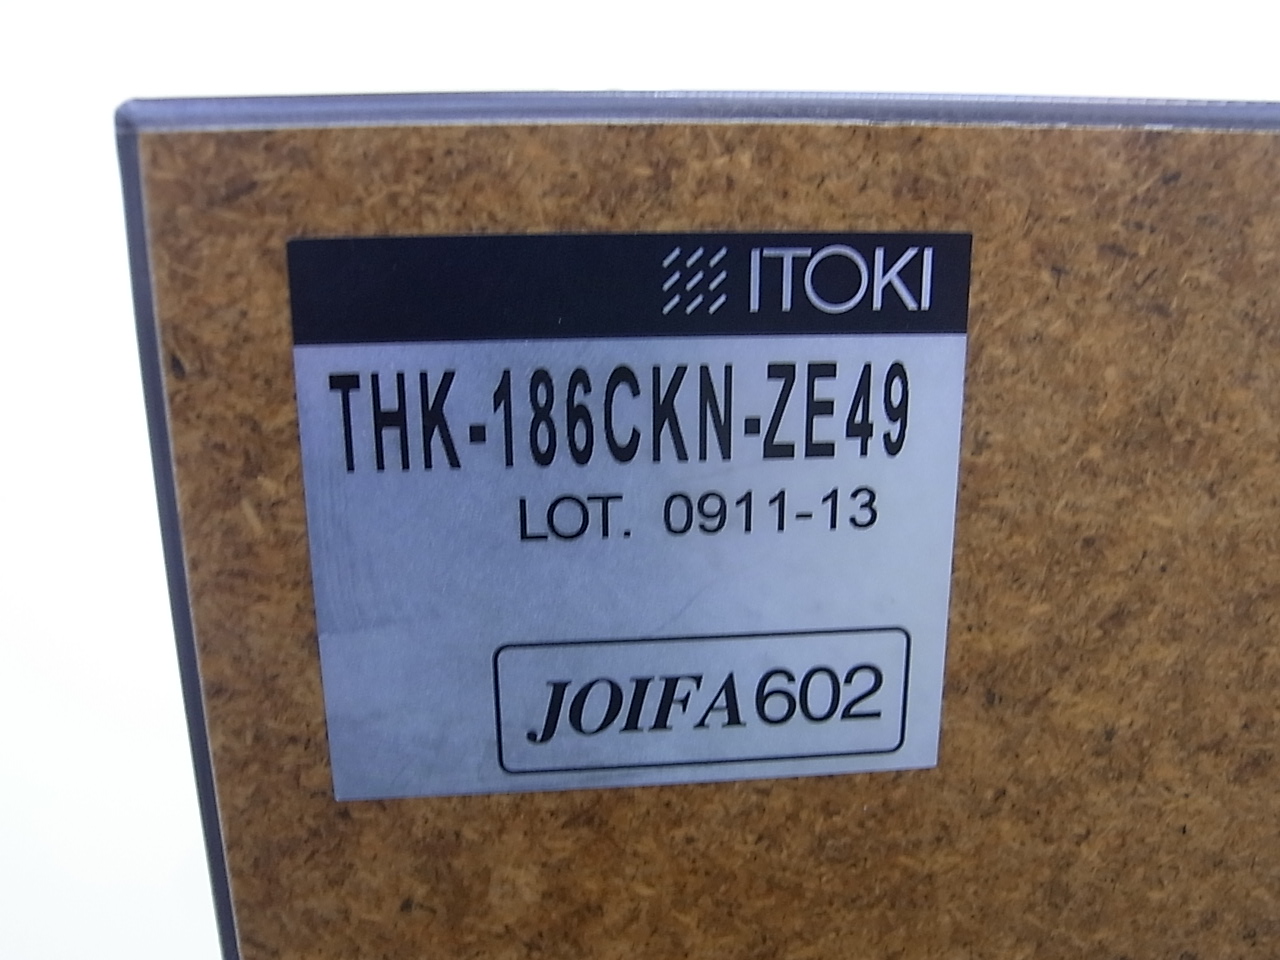 ITOKI
THK-186CKN-ZE49
LOT. 0911-13
JOIFA602